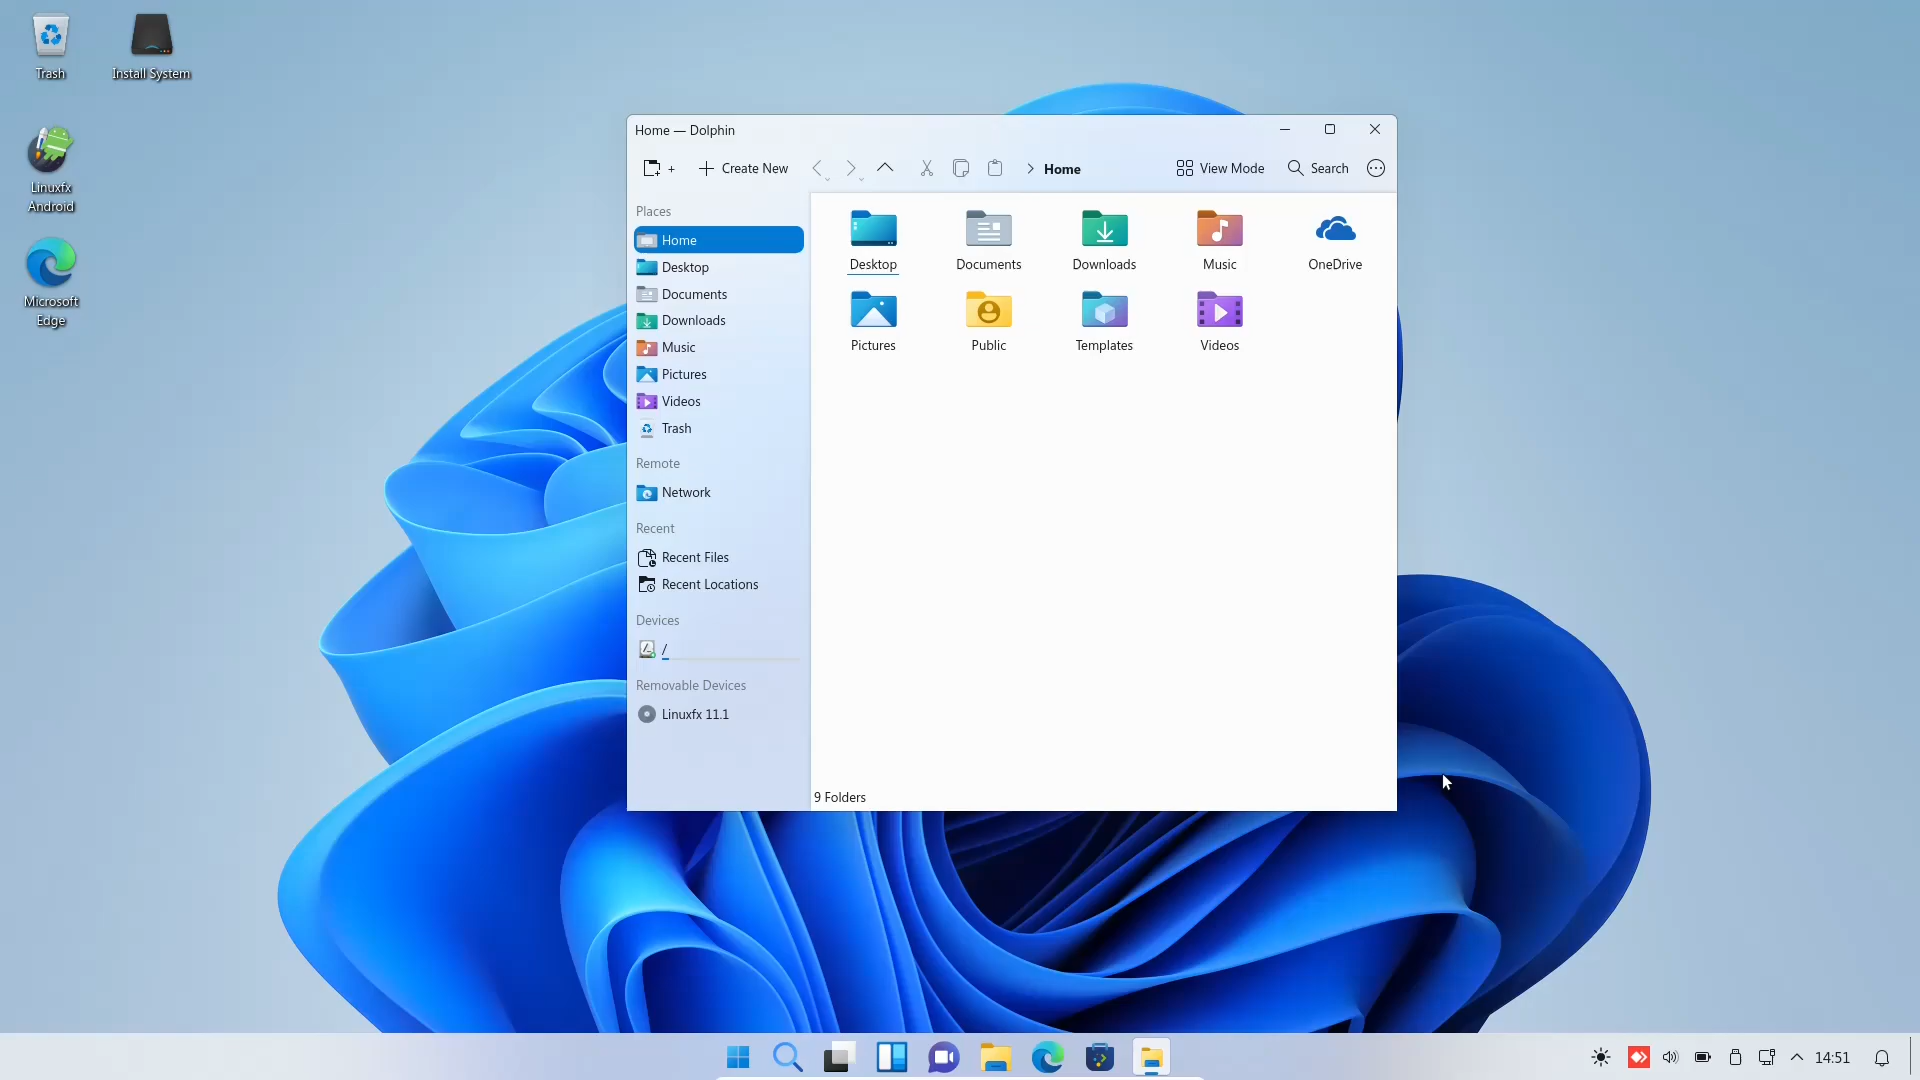 Trash
Install System
Linuxfx
Android
Microsoft
Edge
Home — Dolphin
Create New
Home
View Mode
Search
Places
Home
Desktop
Documents
Downloads
Music
Pictures
Videos
Trash
Remote
Network
Recent
Recent Files
Recent Locations
Devices
/
Removable Devices
Linuxfx 11.1
Desktop
Documents
Downloads
Music
OneDrive
Pictures
Public
Templates
Videos
9 Folders
14:51